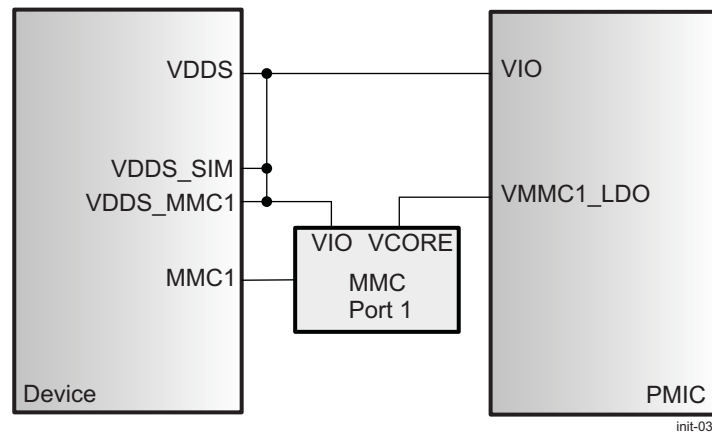 VDDS
VIO
VDDS_SIM
VDDS_MMC1
VMMC1_LDO
VIO VCORE
MMC1
MMC
Port 1
Device
PMIC
init-03